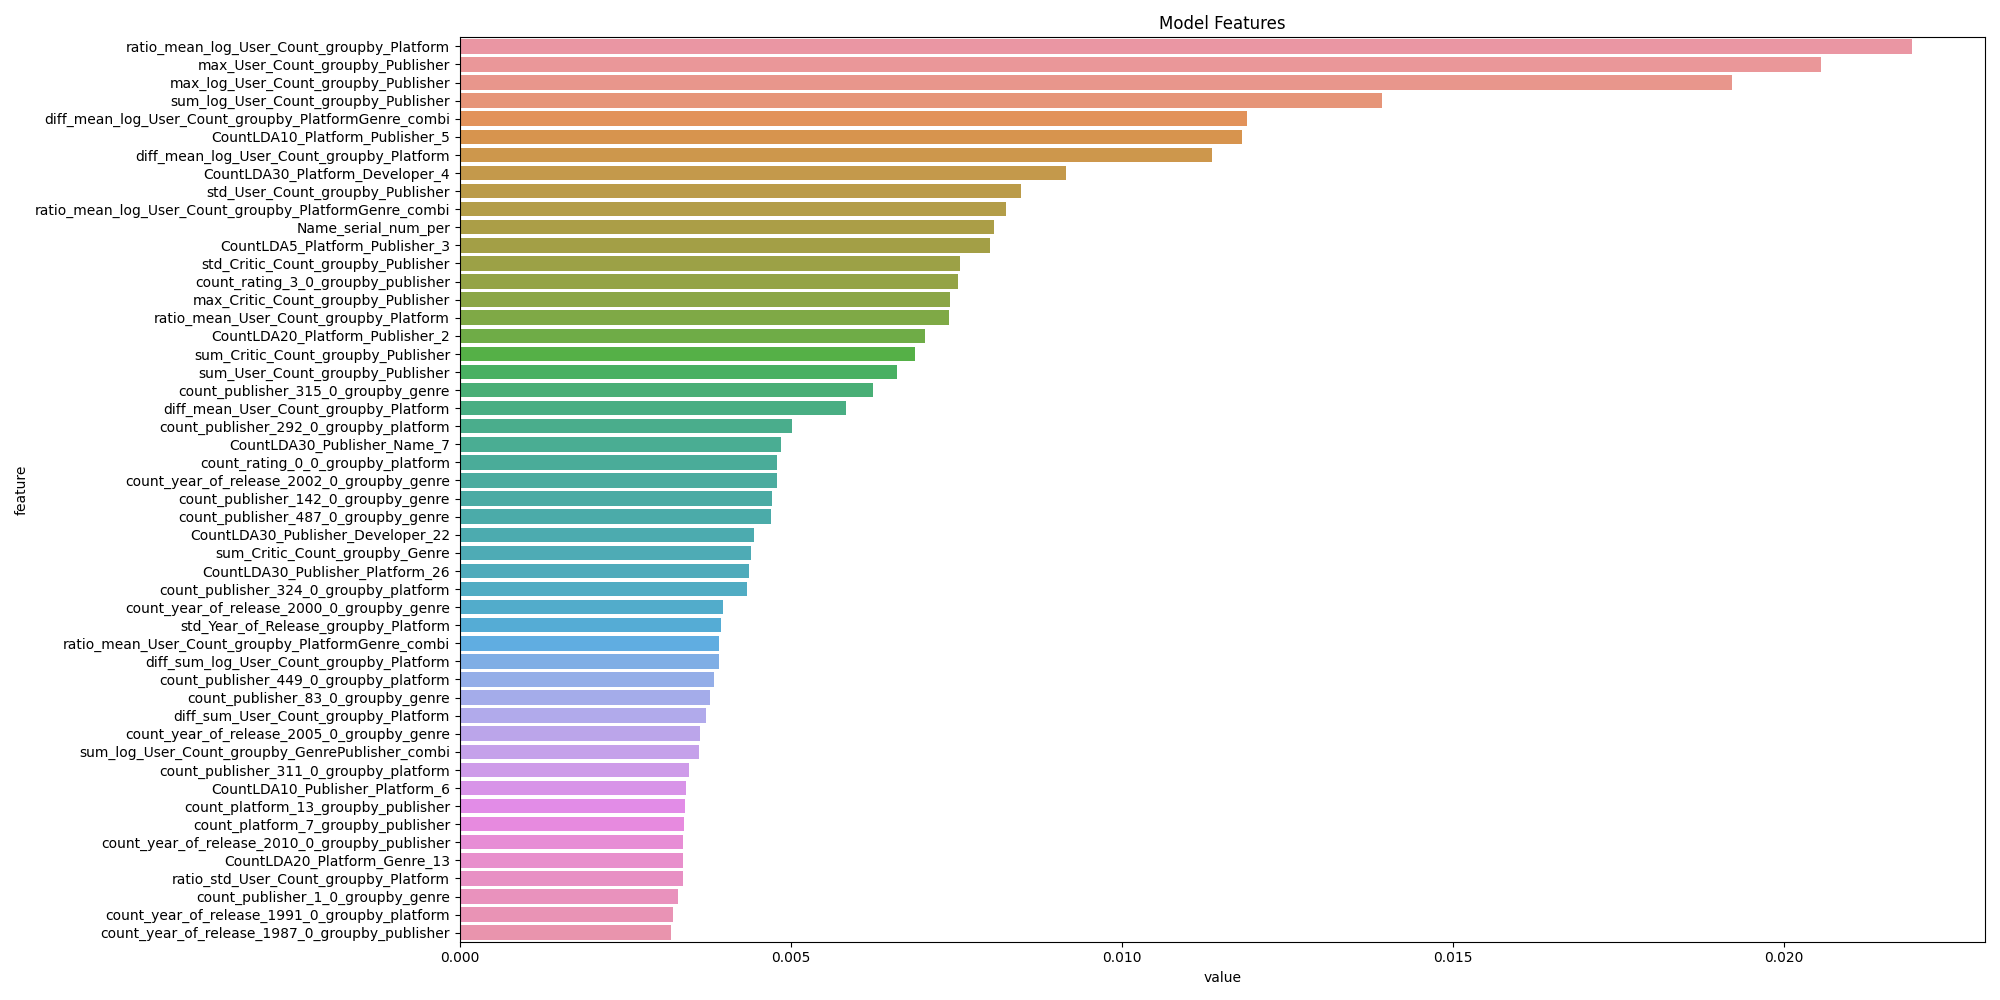 Model Features
ratio_mean_log_User_Count_groupby_Platform
max_User_Count_groupby_Publisher
max_log_User_Count_groupby_Publisher
sum_log_User_Count_groupby_Publisher
diff_mean_log_User_Count_groupby_PlatformGenre_combi
CountLDA10_Platform_Publisher_5
diff_mean_log_User_Count_groupby_Platform
CountLDA30_Platform_Developer_4
std_User_Count_groupby_Publisher
ratio_mean_log_User_Count_groupby_PlatformGenre_combi
Name_serial_num_per
CountLDA5_Platform_Publisher_3
std_Critic_Count_groupby_Publisher
count_rating_3_0_groupby_publisher
max_Critic_Count_groupby_Publisher
ratio_mean_User_Count_groupby_Platform
CountLDA20_Platform_Publisher_2
sum_Critic_Count_groupby_Publisher
sum_User_Count_groupby_Publisher
count_publisher_315_0_groupby_genre
diff_mean_User_Count_groupby_Platform
count_publisher_292_0_groupby_platform
CountLDA30_Publisher_Name_7
count_rating_0_0_groupby_platform
count_year_of_release_2002_0_groupby_genre
count_publisher_142_0_groupby_genre
count_publisher_487_0_groupby_genre
CountLDA30_Publisher_Developer_22
sum_Critic_Count_groupby_Genre
CountLDA30_Publisher_Platform_26
count_publisher_324_0_groupby_platform
count_year_of_release_2000_0_groupby_genre
std_Year_of_Release_groupby_Platform
ratio_mean_User_Count_groupby_PlatformGenre_combi
diff_sum_log_User_Count_groupby_Platform
count_publisher_449_0_groupby_platform
count_publisher_83_0_groupby_genre
diff_sum_User_Count_groupby_Platform
count_year_of_release_2005_0_groupby_genre
sum_log_User_Count_groupby_GenrePublisher_combi
count_publisher_311_0_groupby_platform
CountLDA10_Publisher_Platform_6
count_platform_13_groupby_publisher
count_platform_7_groupby_publisher
count_year_of_release_2010_0_groupby_publisher
CountLDA20_Platform_Genre_13
ratio_std_User_Count_groupby_Platform
count_publisher_1_0_groupby_genre
count_year_of_release_1991_0_groupby_platform
count_year_of_release_1987_0_groupby_publisher
feature
0.000 0.005 0.010 0.015 0.020
value